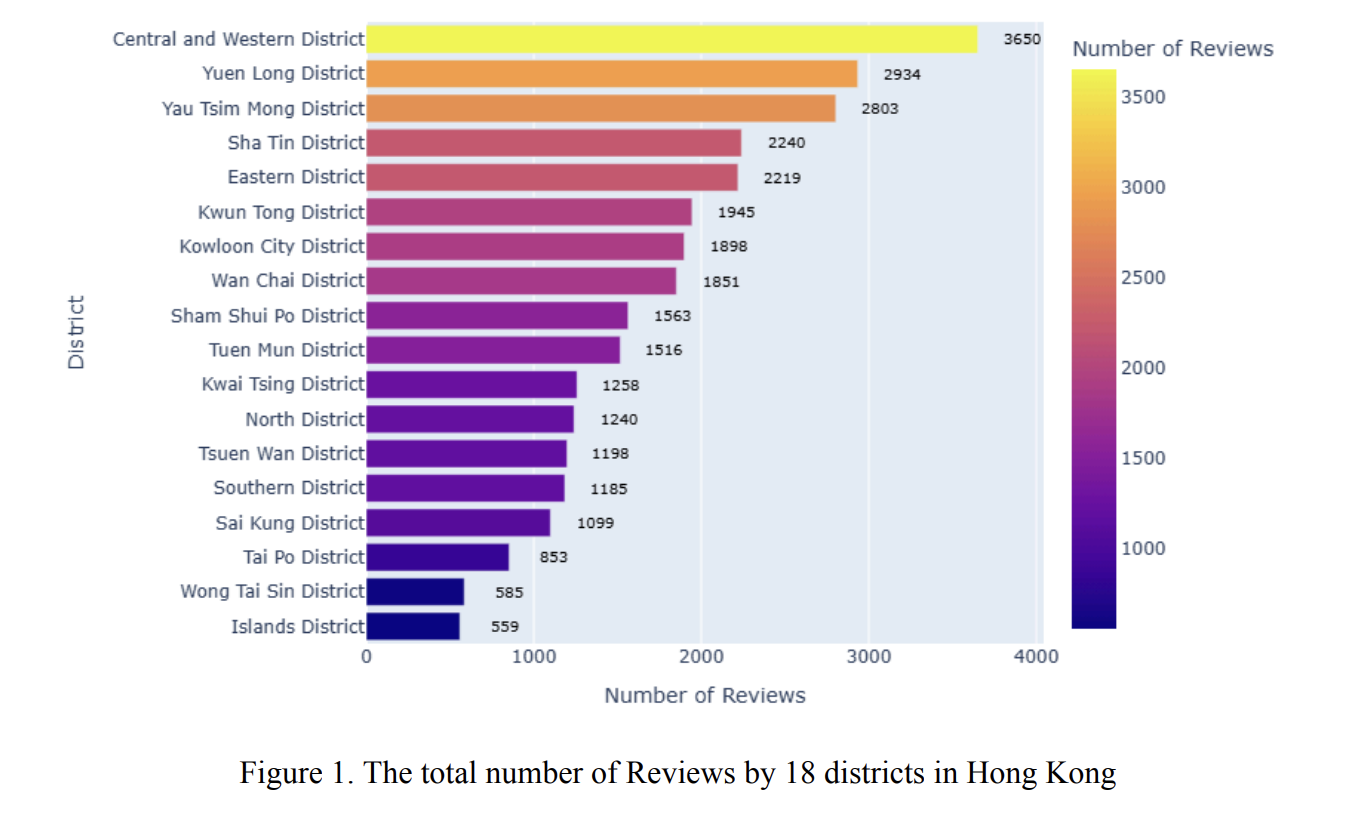 Central and Western District 3650
Yuen Long District 2934
Yau Tsim Mong District 2803
Sha Tin District 2240
Eastern District 2219
Kwun Tong District 1945
Kowloon City District 1898
Wan Chai District 1851
Sham Shui Po District 1563
Tuen Mun District 1516
Kwai Tsing District 1258
North District 1240
Tsuen Wan District 1198
Southern District 1185
Sai Kung District 1099
Tai Po District 853
Wong Tai Sin District 585
Islands District 559
District
0 1000 2000 3000 4000
Number of Reviews
Number of Reviews
3500
3000
2500
2000
1500
1000
Figure 1. The total number of Reviews by 18 districts in Hong Kong